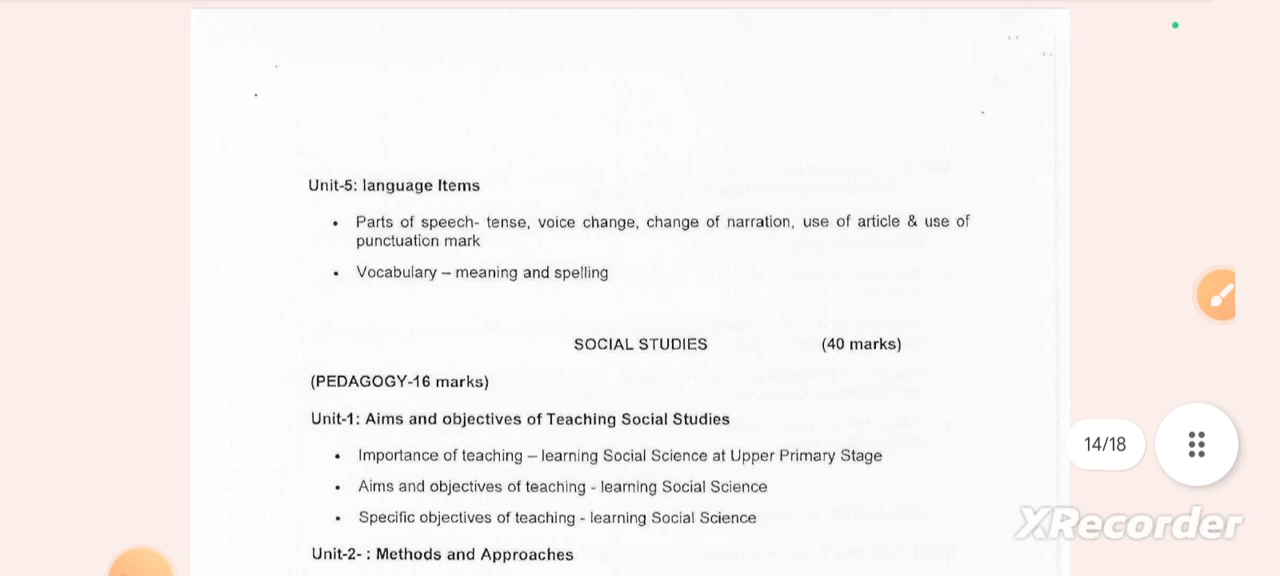 Unit-5: language Items
• Parts of speech- tense, voice change, change of narration, use of article & use of
punctuation mark
• Vocabulary – meaning and spelling
SOCIAL STUDIES (40 marks)
(PEDAGOGY-16 marks)
Unit-1: Aims and objectives of Teaching Social Studies
• Importance of teaching – learning Social Science at Upper Primary Stage
• Aims and objectives of teaching - learning Social Science
• Specific objectives of teaching - learning Social Science
Unit-2- : Methods and Approaches
14/18
XRecorder